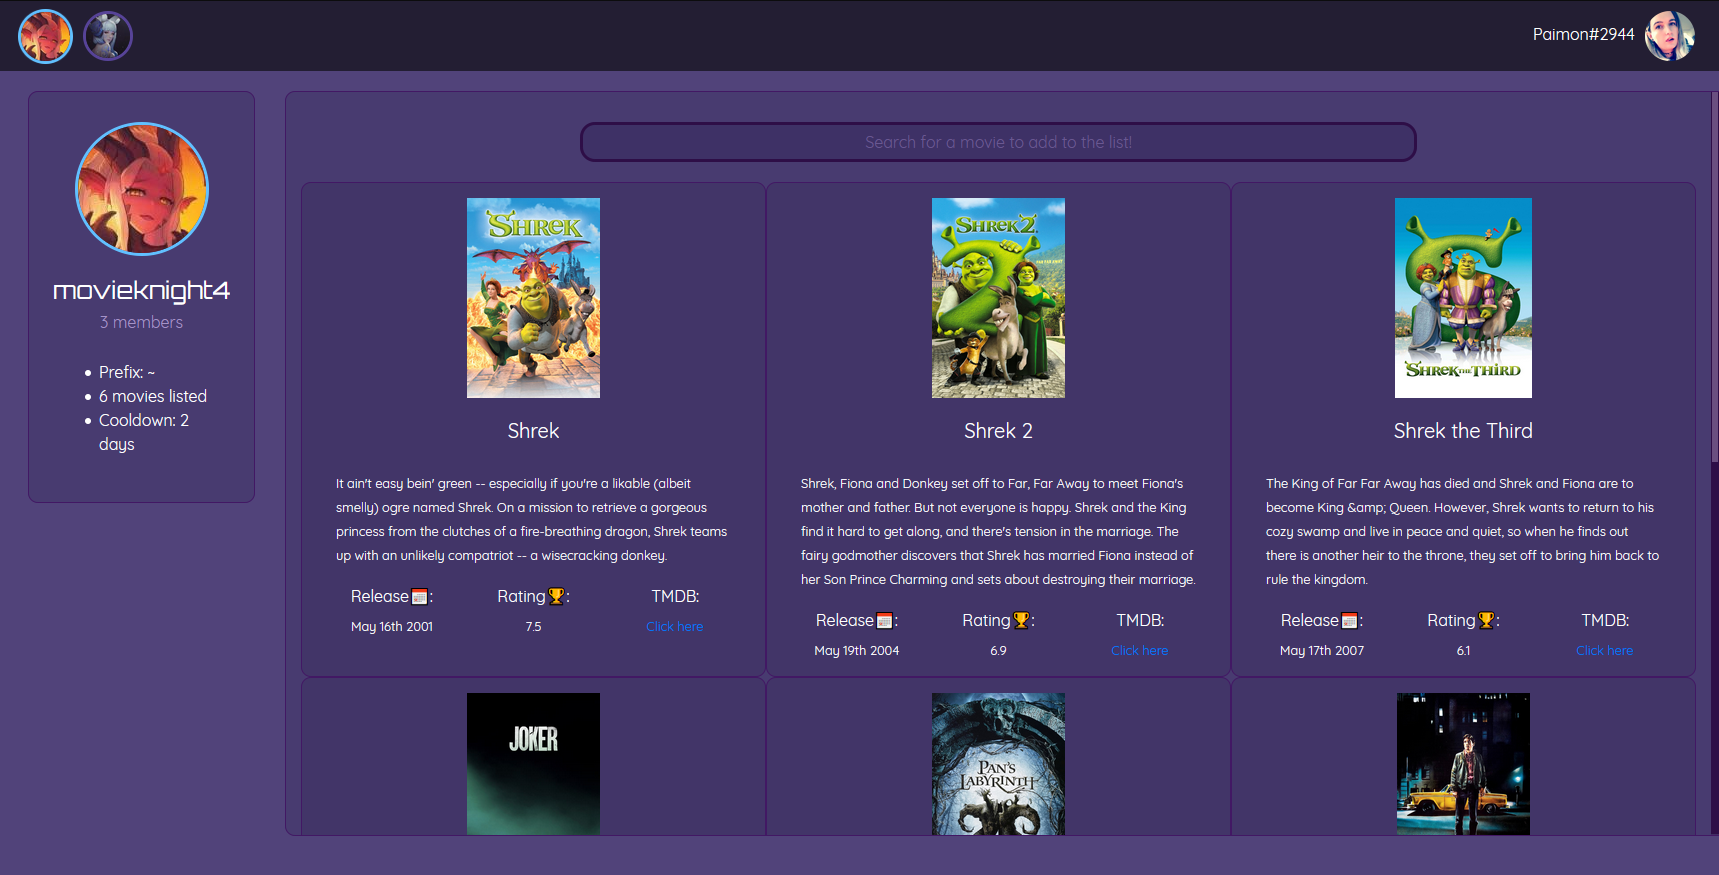 Paimon#2944
movieknight4
3 members
Prefix: ~
6 movies listed
Cooldown: 2
days
Search for a movie to add to the list!
SHREK
Shrek
It ain't easy bein' green -- especially if you're a likable (albeit
smelly) ogre named Shrek. On a mission to retrieve a gorgeous
princess from the clutches of a fire-breathing dragon, Shrek teams
up with an unlikely compatriot -- a wisecracking donkey.
Release📅:
Rating🏆:
TMDB:
May 16th 2001
7.5
Click here
SHREK 2
FAR FAR AWAY
Shrek 2
Shrek, Fiona and Donkey set off to Far, Far Away to meet Fiona's
mother and father. But not everyone is happy. Shrek and the King
find it hard to get along, and there's tension in the marriage. The
fairy godmother discovers that Shrek has married Fiona instead of
her Son Prince Charming and sets about destroying their marriage.
Release📅:
Rating🏆:
TMDB:
May 19th 2004
6.9
Click here
SHREK THE THIRD
Shrek the Third
The King of Far Far Away has died and Shrek and Fiona are to
become King &amp; Queen. However, Shrek wants to return to his
cozy swamp and live in peace and quiet, so when he finds out
there is another heir to the throne, they set off to bring him back to
rule the kingdom.
Release📅:
Rating🏆:
TMDB:
May 17th 2007
6.1
Click here
JOKER
PAN'S
LABYRINTH